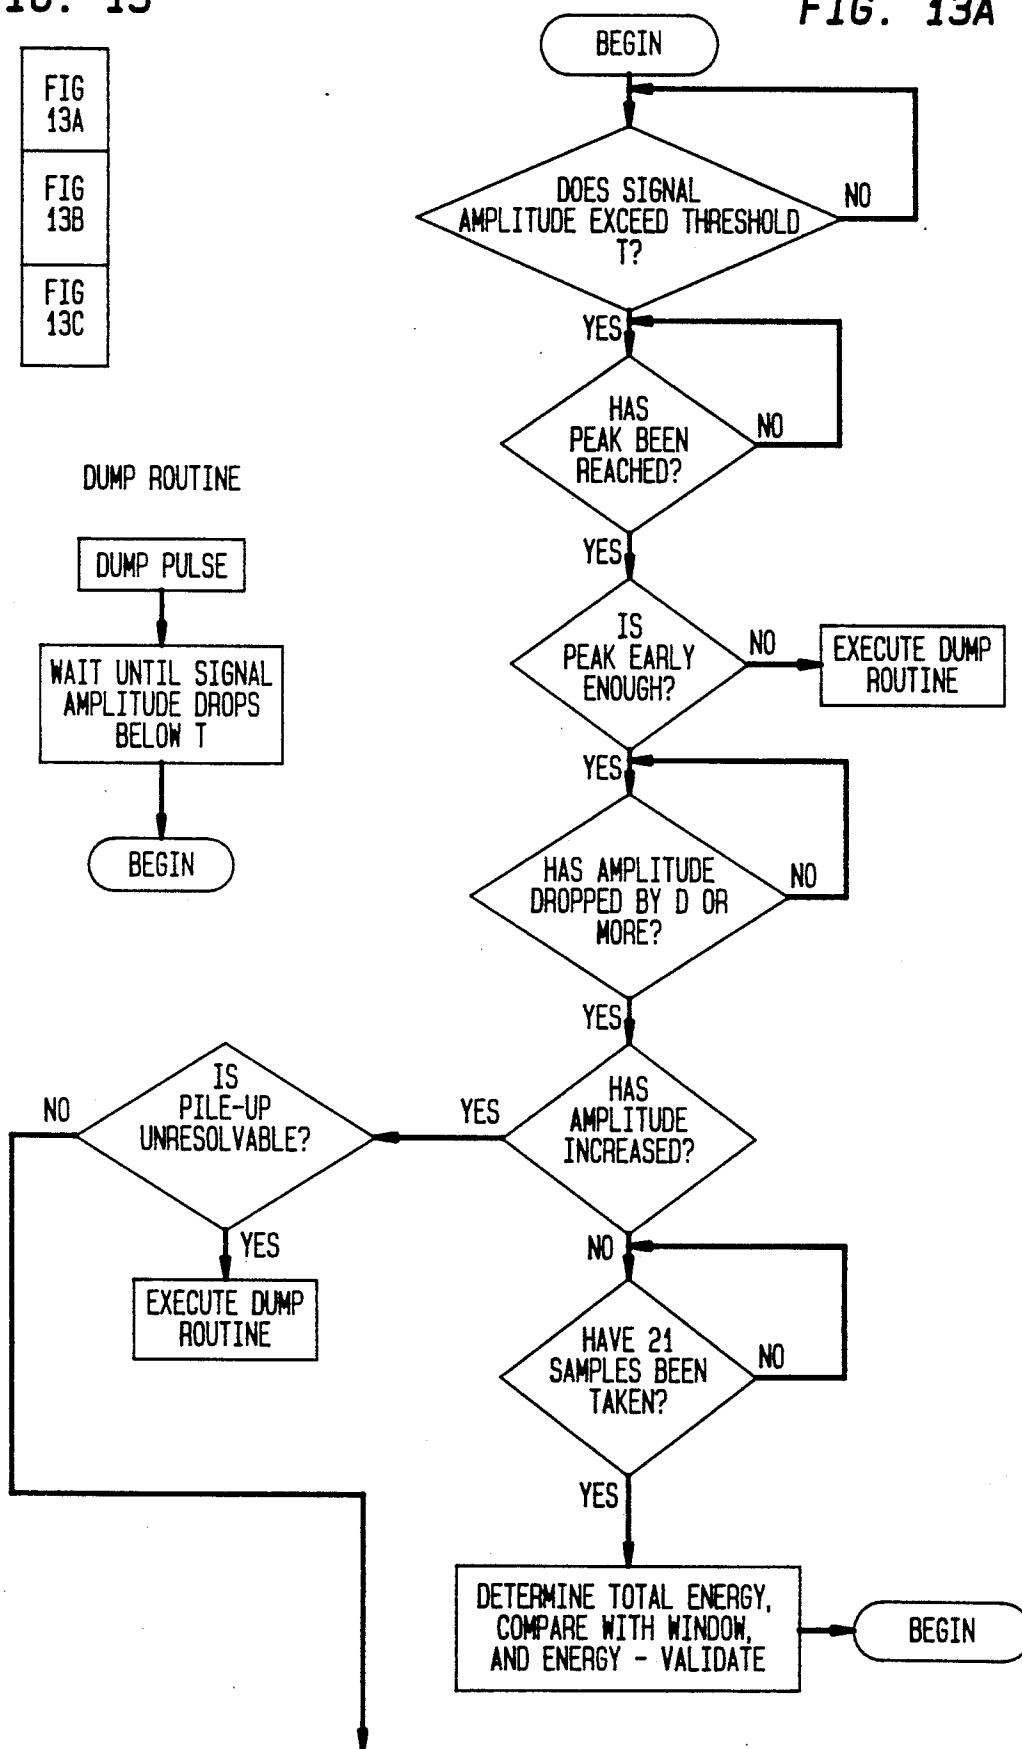 FIG. 13A
FIG
13A
FIG
13B
FIG
13C
BEGIN
DOES SIGNAL
AMPLITUDE EXCEED THRESHOLD
T?
NO
YES
HAS
PEAK BEEN
REACHED?
NO
YES
IS
PEAK EARLY
ENOUGH?
NO
EXECUTE DUMP
ROUTINE
YES
HAS AMPLITUDE
DROPPED BY D OR
MORE?
NO
YES
HAS
AMPLITUDE
INCREASED?
YES
IS
PILE-UP
UNRESOLVABLE?
NO
YES
EXECUTE DUMP
ROUTINE
NO
HAVE 21
SAMPLES BEEN
TAKEN?
NO
YES
DETERMINE TOTAL ENERGY,
COMPARE WITH WINDOW,
AND ENERGY - VALIDATE
BEGIN
DUMP ROUTINE
DUMP PULSE
WAIT UNTIL SIGNAL
AMPLITUDE DROPS
BELOW T
BEGIN